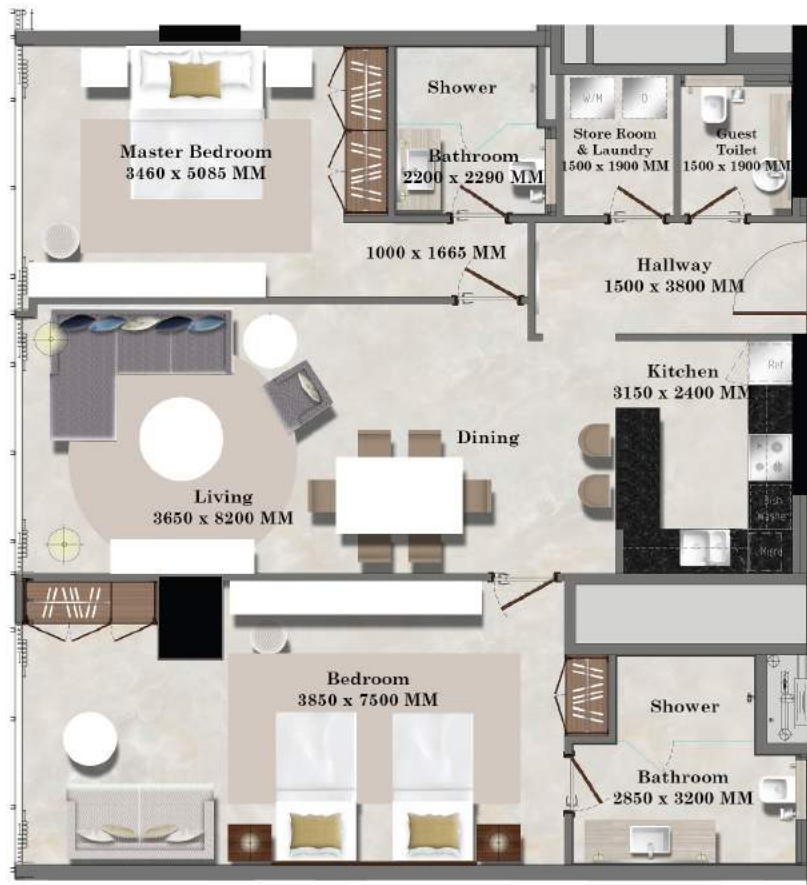 Shower
W/M
D
Master Bedroom
3460 x 5085 MM
Bathroom
2200 x 2290 MM
Store Room
& Laundry
1500 x 1900 MM
Guest
Toilet
1500 x 1900 MM
1000 x 1665 MM
Hallway
1500 x 3800 MM
Kitchen
3150 x 2400 MM
Ref
Dining
Living
3650 x 8200 MM
Dish
Washe
Bedroom
3850 x 7500 MM
Shower
Bathroom
2850 x 3200 MM